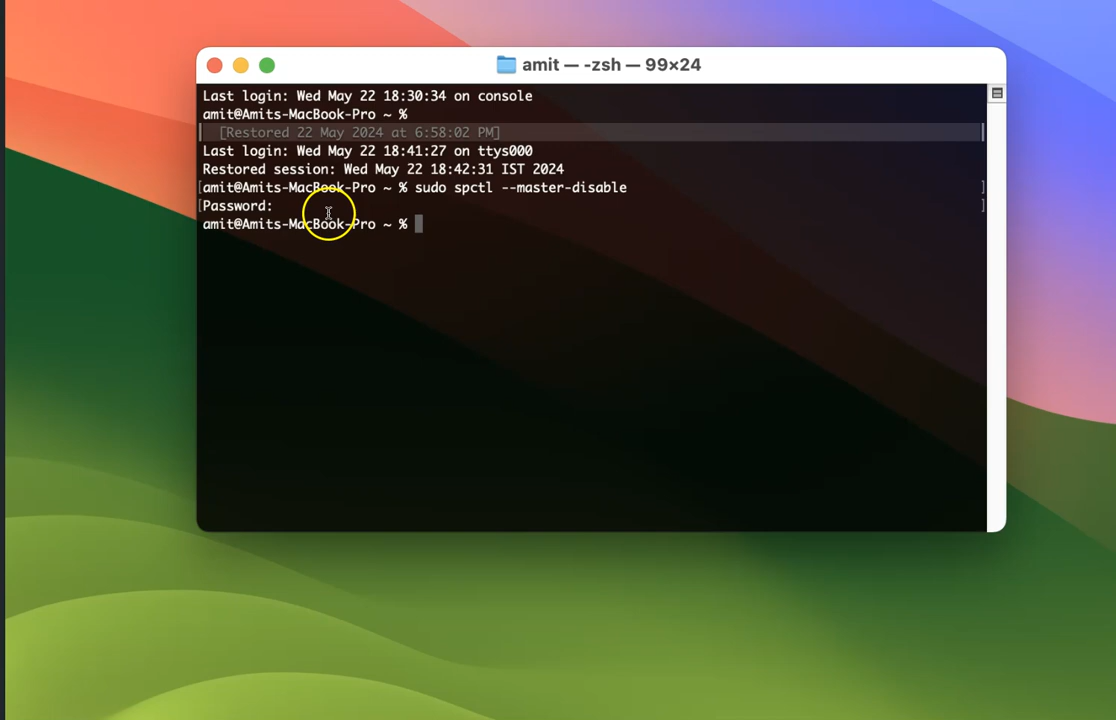 amit — -zsh — 99×24
Last login: Wed May 22 18:30:34 on console
amit@Amits-MacBook-Pro ~ %
[Restored 22 May 2024 at 6:58:02 PM]
Last login: Wed May 22 18:41:27 on ttys000
Restored session: Wed May 22 18:42:31 IST 2024
[amit@Amits-MacBook-Pro ~ % sudo spctl --master-disable ]
[Password: ]
amit@Amits-MacBook-Pro ~ %